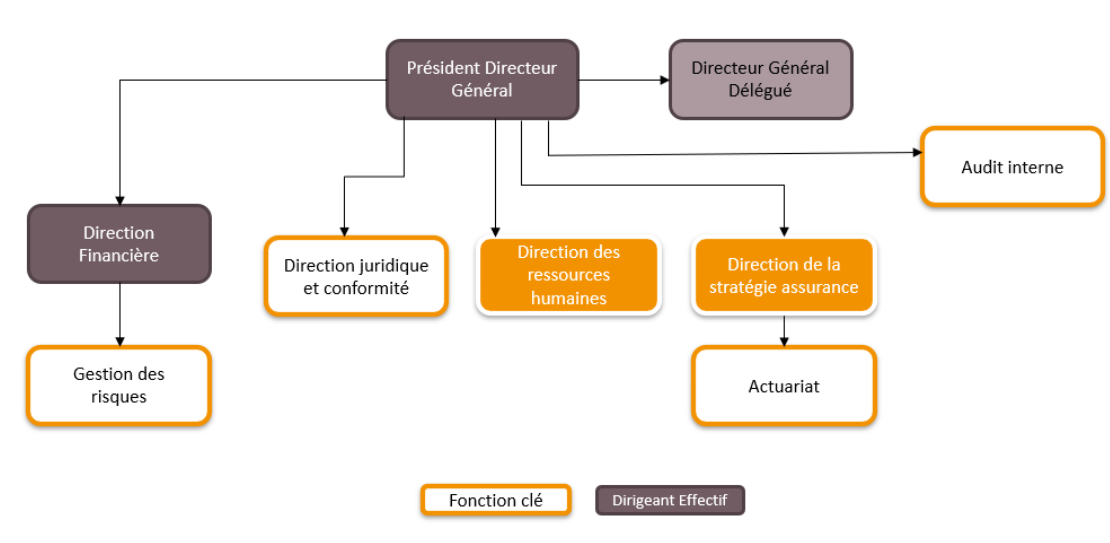 Président Directeur
Général
Directeur Général
Délégué
Audit interne
Direction
Financière
Direction juridique
et conformité
Direction des
ressources
humaines
Direction de la
stratégie assurance
Gestion des
risques
Actuariat
Fonction clé
Dirigeant Effectif